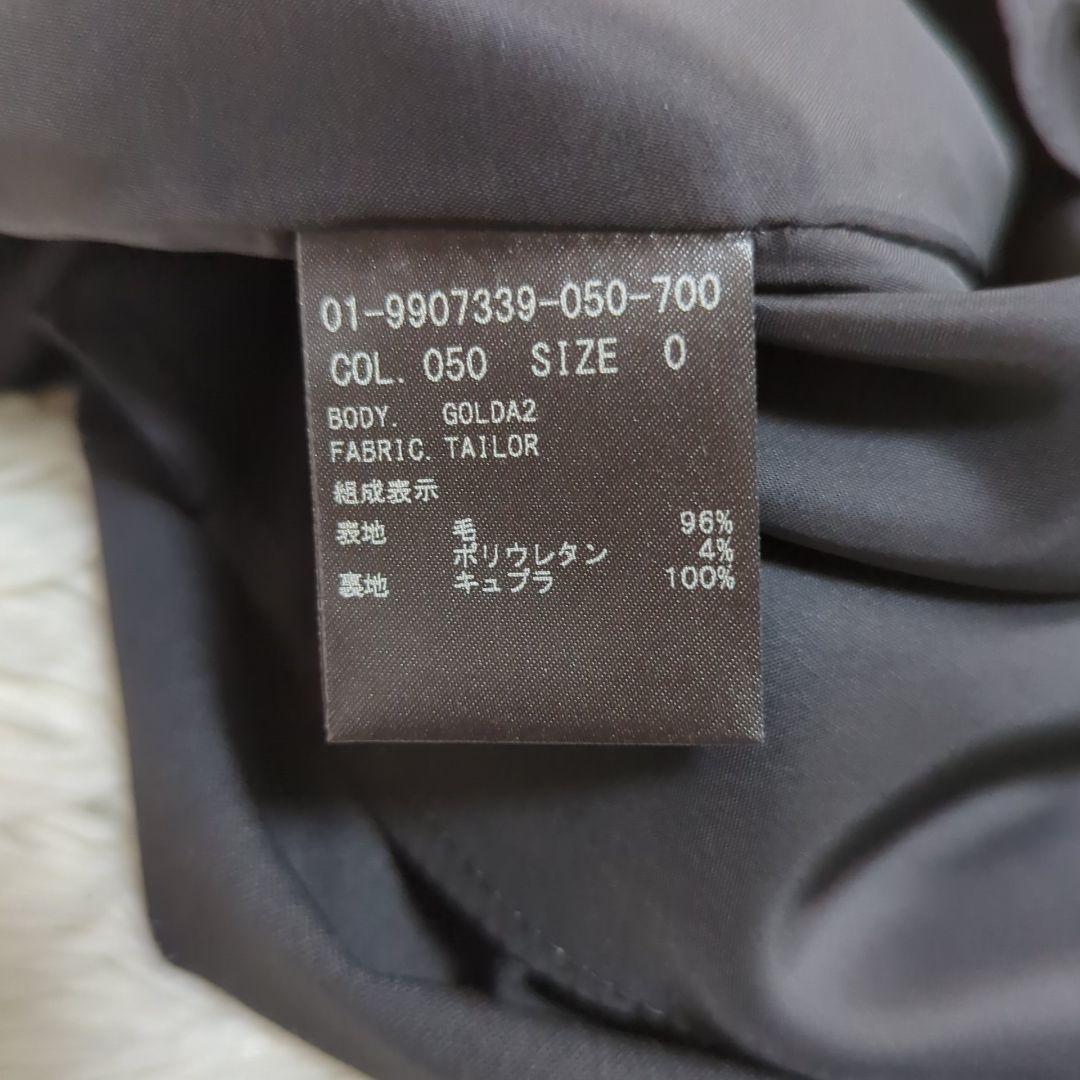 01-9907339-050-700
COL. 050 SIZE 0
BODY. GOLDA2
FABRIC. TAILOR
組成表示
表地 毛 96%
ポリウレタン 4%
裏地 キュプラ 100%